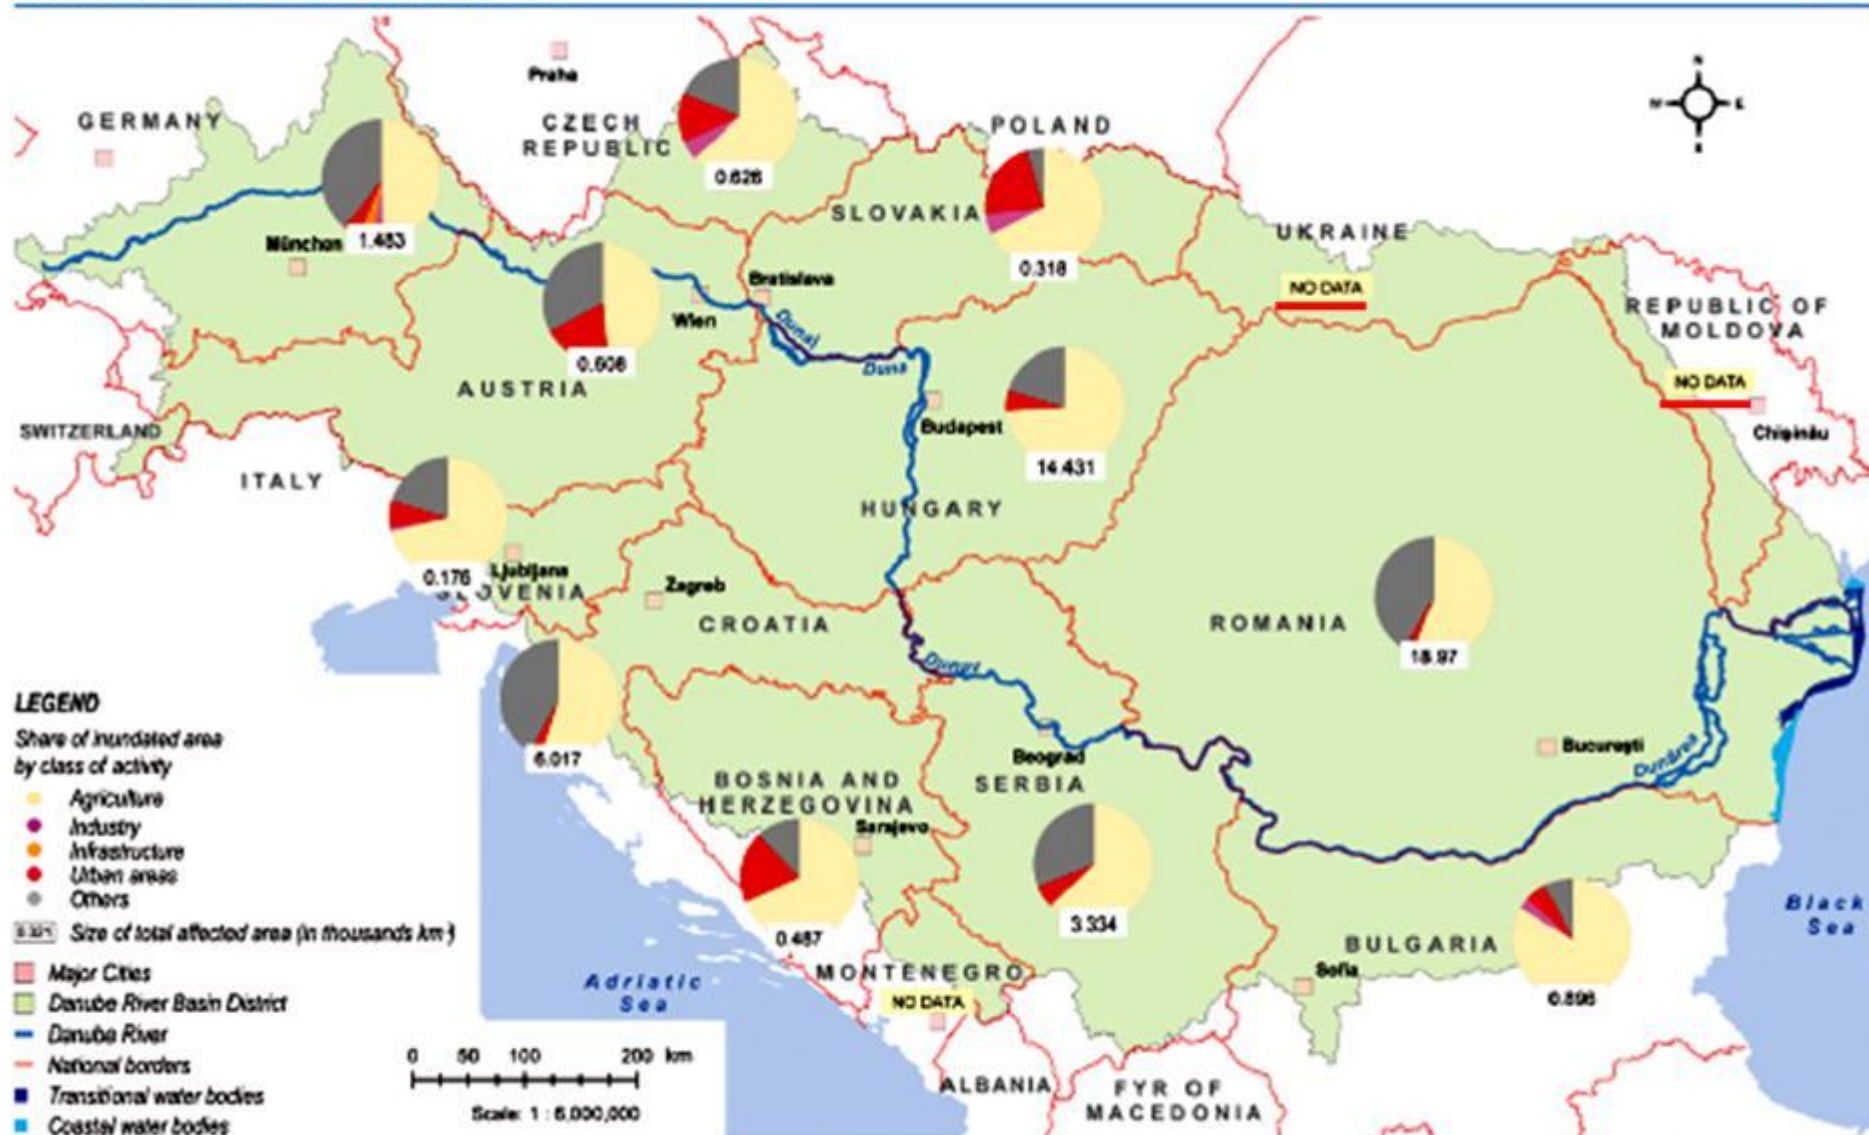 Praha
GERMANY
CZECH
REPUBLIC
POLAND
N
E
0.626
SLOVAKIA
UKRAINE
München
1.483
0.318
NO DATA
Bratislava
Wien
REPUBLIC OF
MOLDOVA
Dunaj
Duna
0.608
AUSTRIA
NO DATA
SWITZERLAND
Budapest
Chişinău
ITALY
14.431
HUNGARY
0.176
Ljubljana
SLOVENIA
Zagreb
CROATIA
ROMANIA
18.97
Dunav
LEGEND
Share of inundated area
by class of activity
Agriculture
Industry
Infrastructure
Urban areas
Others
Size of total affected area (in thousands km²)
Major Cities
Danube River Basin District
Danube River
National borders
Transitional water bodies
Coastal water bodies
6.017
Beograd
SERBIA
Bucureşti
Dunărea
BOSNIA AND
HERZEGOVINA
Sarajevo
0.487
3.334
BULGARIA
Sofia
0.896
Black
Sea
MONTENEGRO
NO DATA
Adriatic
Sea
0 50 100 200 km
Scale: 1 : 6,000,000
ALBANIA
FYR OF
MACEDONIA